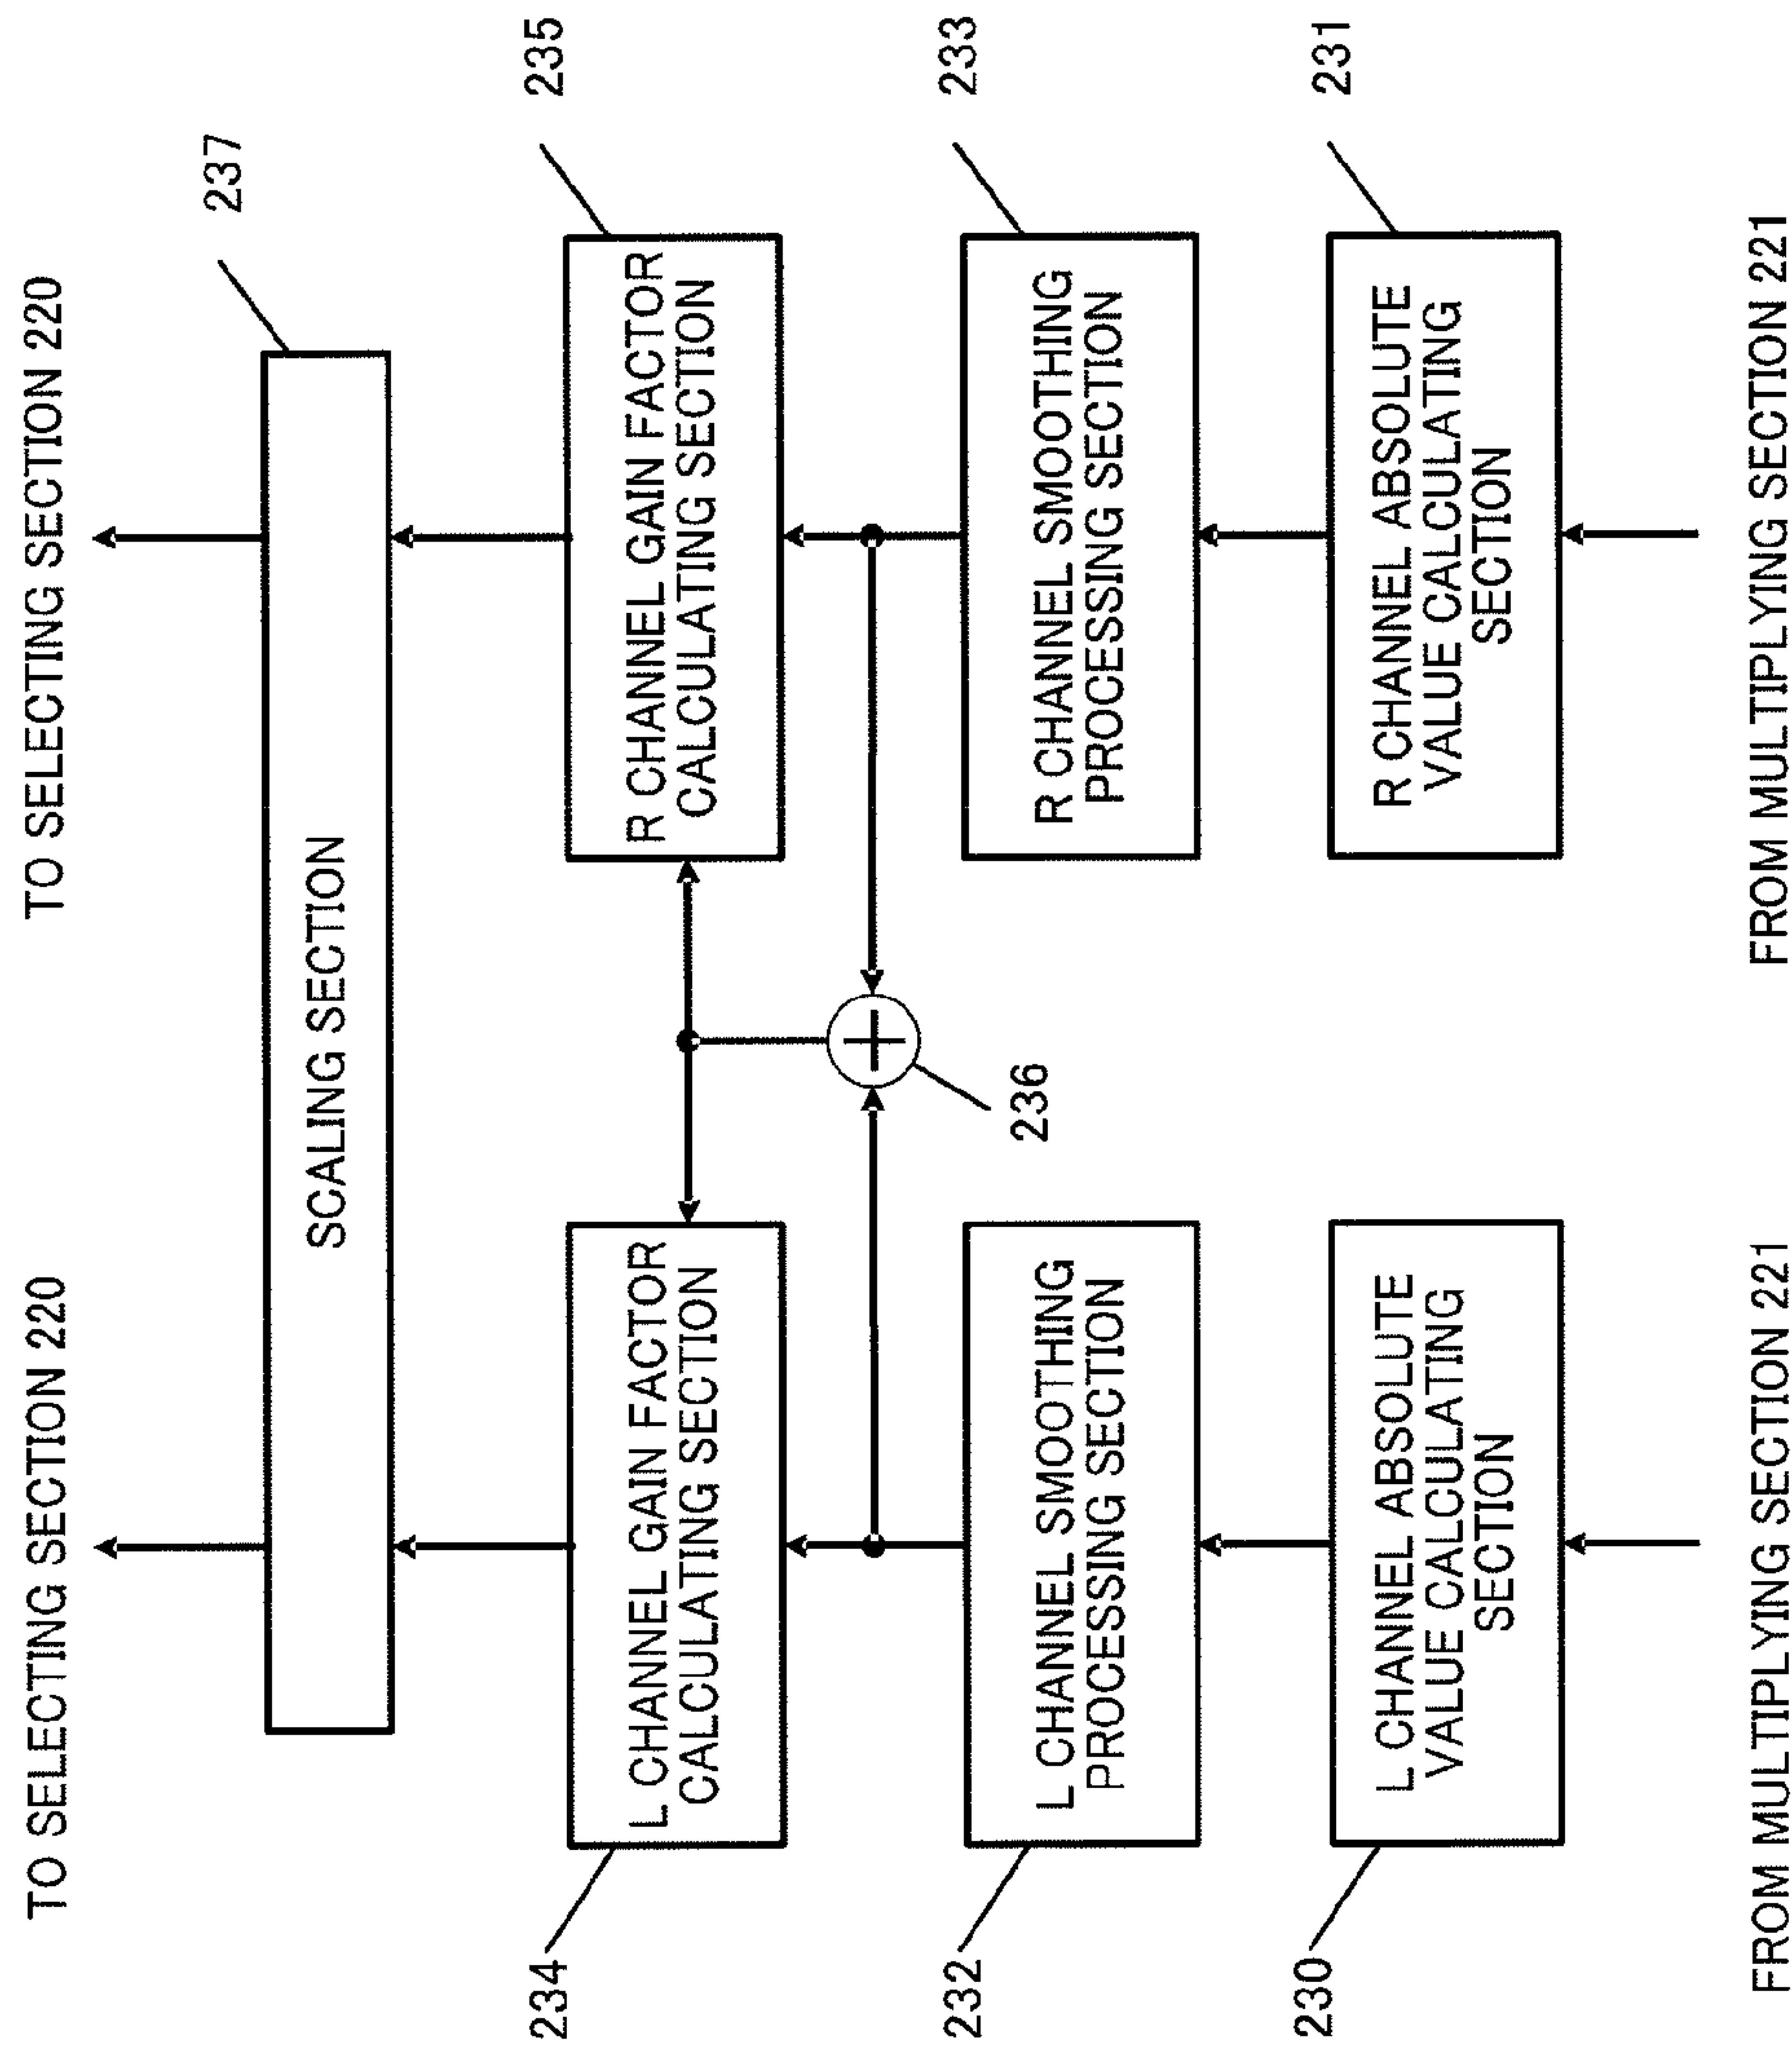 FROM MULTIPLYING SECTION 221
230
L CHANNEL ABSOLUTE
VALUE CALCULATING
SECTION
232
L CHANNEL SMOOTHING
PROCESSING SECTION
234
L CHANNEL GAIN FACTOR
CALCULATING SECTION
TO SELECTING SECTION 220
236
SCALING SECTION
237
FROM MULTIPLYING SECTION 221
231
R CHANNEL ABSOLUTE
VALUE CALCULATING
SECTION
233
R CHANNEL SMOOTHING
PROCESSING SECTION
235
R CHANNEL GAIN FACTOR
CALCULATING SECTION
TO SELECTING SECTION 220